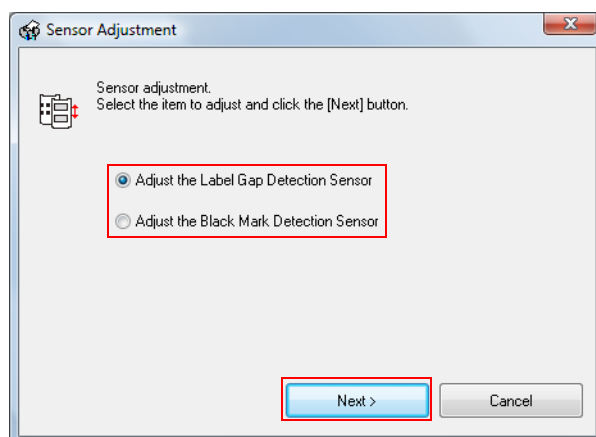 Sensor Adjustment
Sensor adjustment.
Select the item to adjust and click the [Next] button.
Adjust the Label Gap Detection Sensor
Adjust the Black Mark Detection Sensor
Next >
Cancel